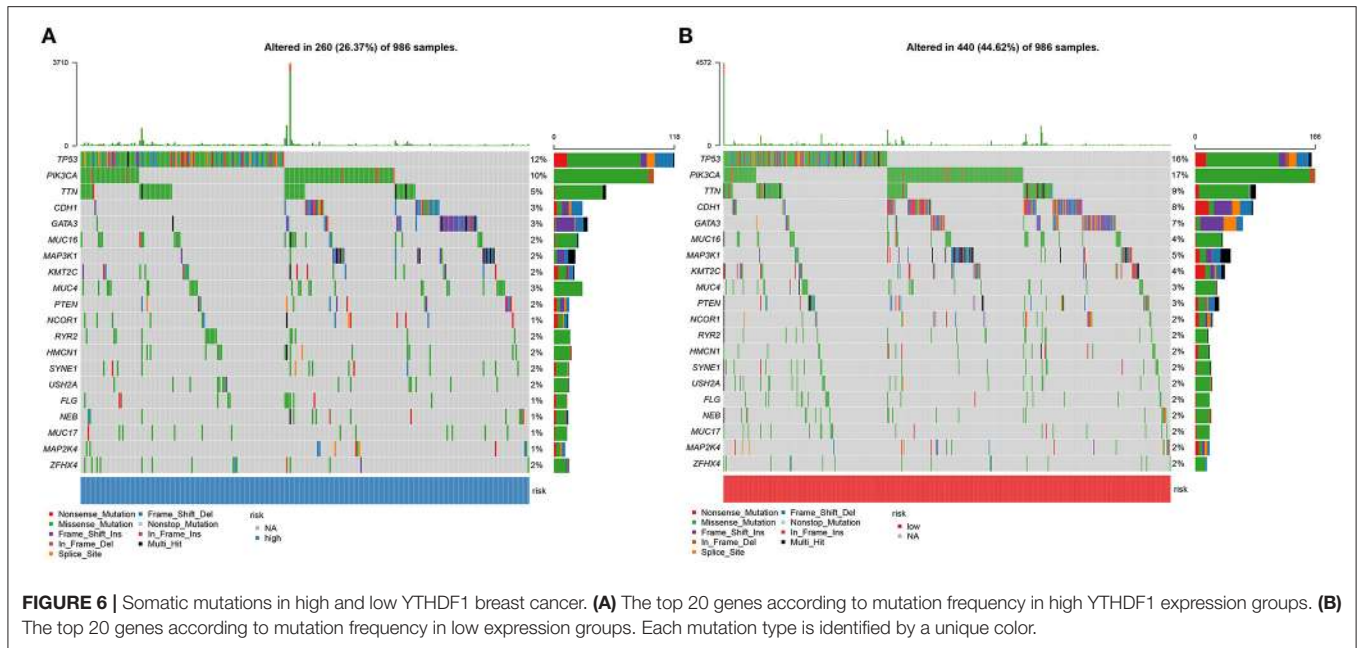 A
Altered in 260 (26.37%) of 986 samples.
3710
0
0 118
TP53 12%
PIK3CA 10%
TTN 5%
CDH1 3%
GATA3 3%
MUC16 2%
MAP3K1 2%
KMT2C 2%
MUC4 3%
PTEN 2%
NCOR1 1%
RYR2 2%
HMCN1 2%
SYNE1 2%
USH2A 2%
FLG 1%
NEB 1%
MUC17 1%
MAP2K4 1%
ZFHX4 2%
risk
Nonsense_Mutation Frame_Shift_Del risk
Missense_Mutation Nonstop_Mutation NA
Frame_Shift_Ins In_Frame_Ins high
In_Frame_Del Multi_Hit
Splice_Site
B
Altered in 440 (44.62%) of 986 samples.
4572
0
0 166
TP53 16%
PIK3CA 17%
TTN 9%
CDH1 8%
GATA3 7%
MUC16 4%
MAP3K1 5%
KMT2C 4%
MUC4 3%
PTEN 3%
NCOR1 2%
RYR2 2%
HMCN1 2%
SYNE1 2%
USH2A 2%
FLG 2%
NEB 2%
MUC17 2%
MAP2K4 2%
ZFHX4 2%
risk
Nonsense_Mutation Frame_Shift_Del risk
Missense_Mutation Nonstop_Mutation low
Frame_Shift_Ins In_Frame_Ins NA
In_Frame_Del Multi_Hit
Splice_Site
FIGURE 6 | Somatic mutations in high and low YTHDF1 breast cancer. (A) The top 20 genes according to mutation frequency in high YTHDF1 expression groups. (B)
The top 20 genes according to mutation frequency in low expression groups. Each mutation type is identified by a unique color.